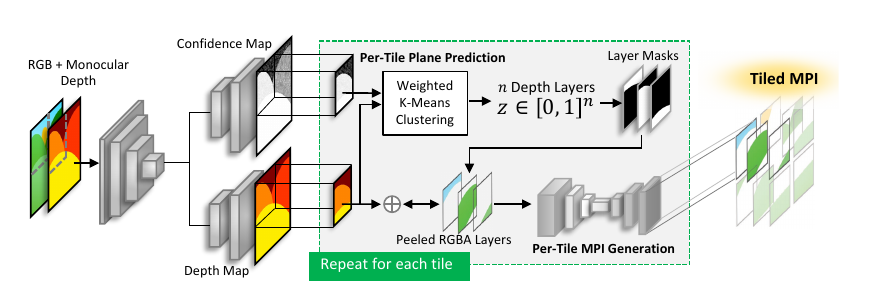 Confidence Map
RGB + Monocular
Depth
Per-Tile Plane Prediction
Layer Masks
Weighted
K-Means
Clustering
n Depth Layers
z ∈ [0, 1]ⁿ
Tiled MPI
Peeled RGBA Layers
Per-Tile MPI Generation
Depth Map
Repeat for each tile